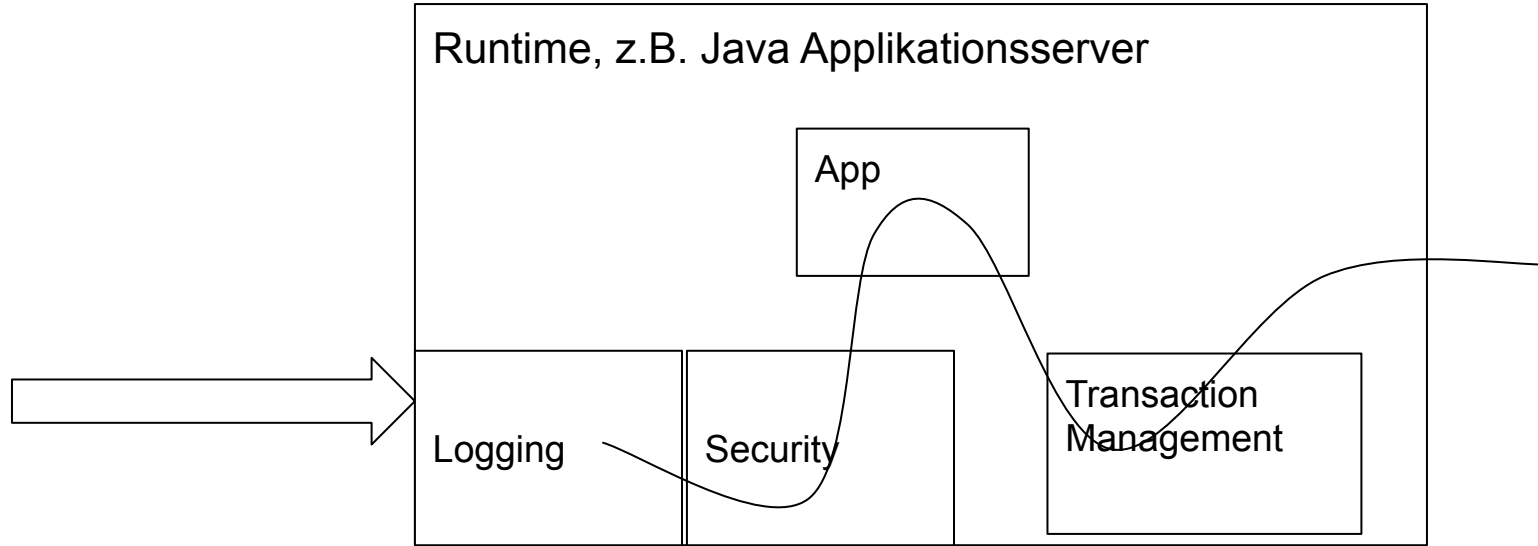 Runtime, z.B. Java Applikationsserver
App
Logging
Security
Transaction
Management